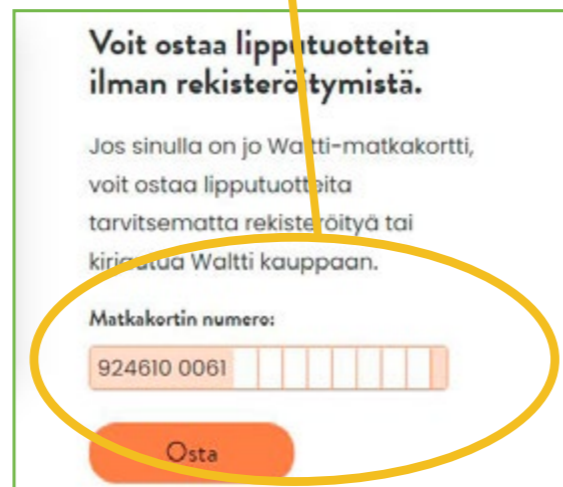 Voit ostaa lipputuotteita
ilman rekisteröitymistä.
Jos sinulla on jo Waltti-matkakortti,
voit ostaa lipputuotteita
tarvitsematta rekisteröityä tai
kirjautua Waltti kauppaan.
Matkakortin numero:
924610 0061
Osta